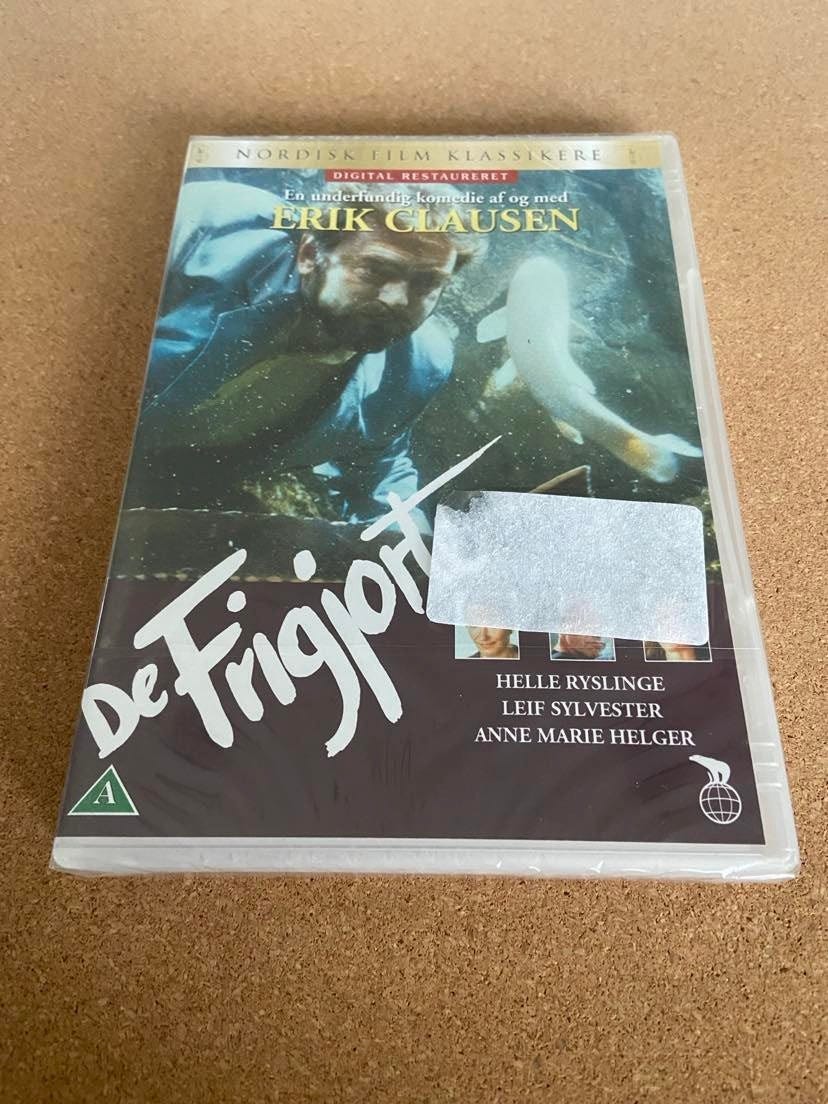 NORDISK FILM KLASSIKERE
DIGITAL RESTAURERET
En underfundig komedie af og med
ERIK CLAUSEN
De Frigjort
HELLE RYSLINGE
LEIF SYLVESTER
ANNE MARIE HELGER
A